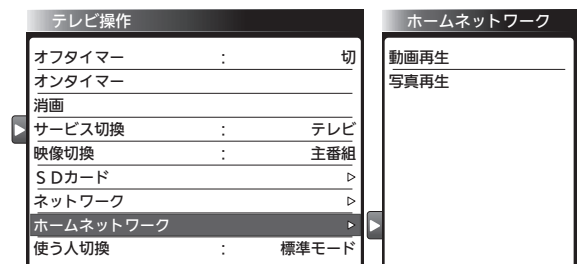 テレビ操作
オフタイマー : 切
オンタイマー
消画
サービス切換 : テレビ
映像切換 : 主番組
ＳＤカード
ネットワーク
ホームネットワーク
使う人切換 : 標準モード
ホームネットワーク
動画再生
写真再生